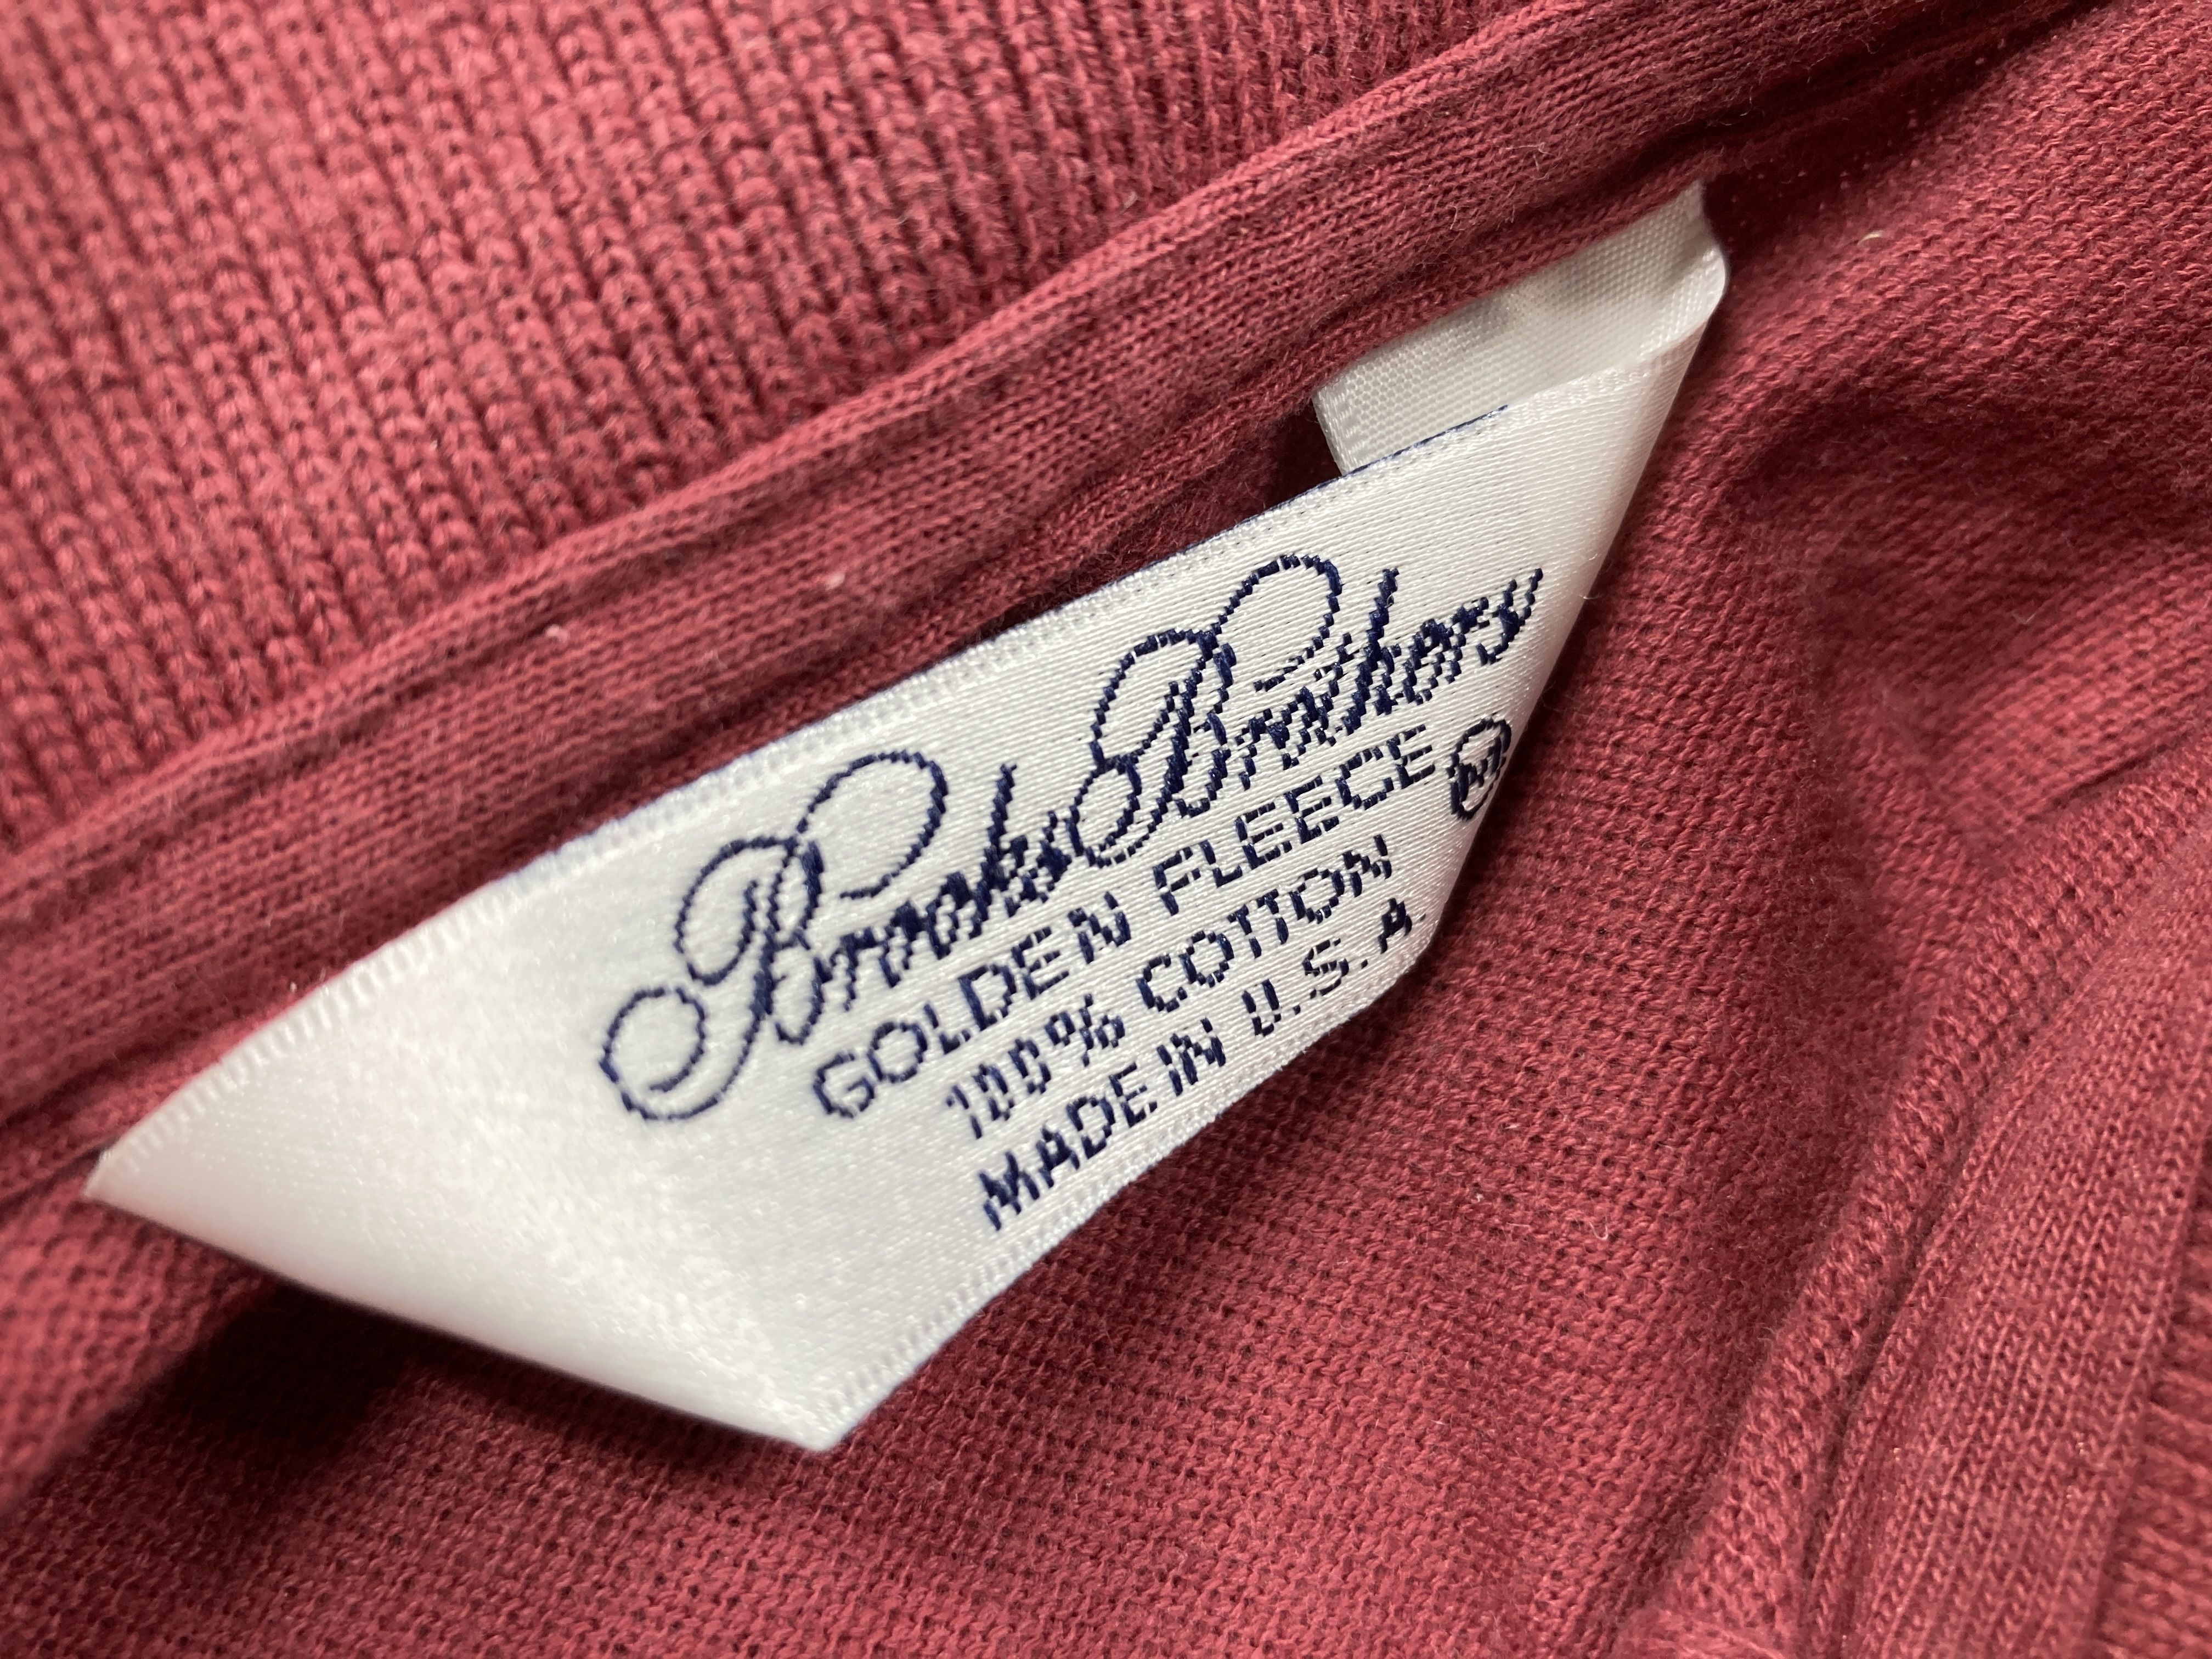 Brooks Brothers
GOLDEN FLEECE ®
100% COTTON
MADE IN U.S.A.